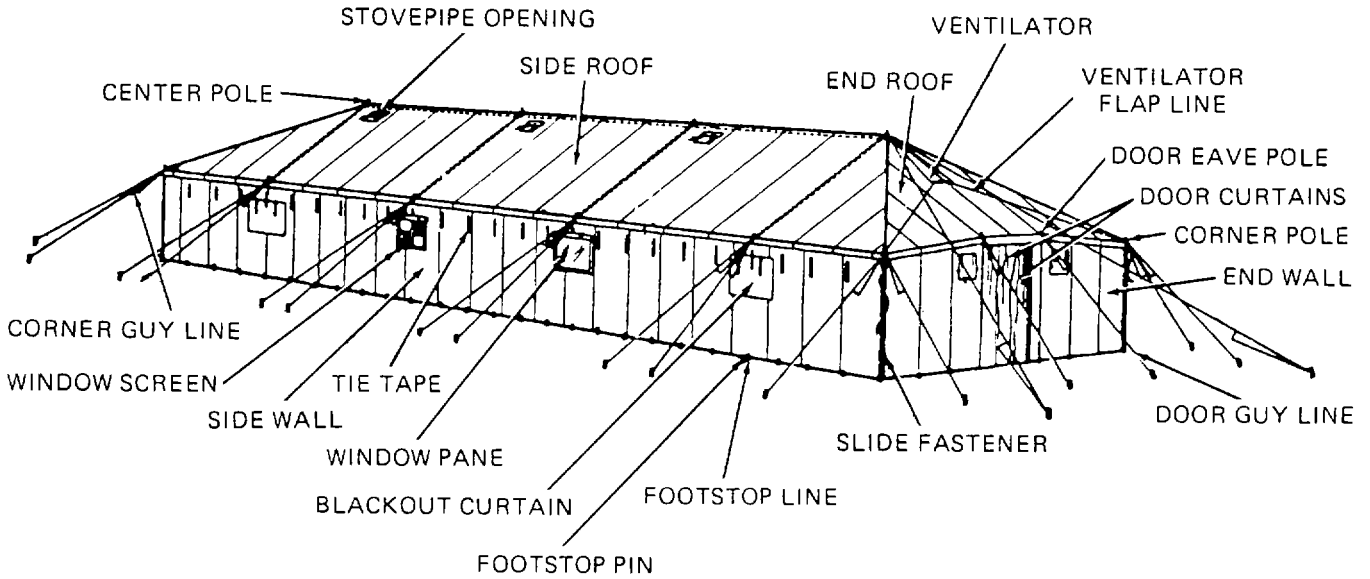 STOVEPIPE OPENING
VENTILATOR
SIDE ROOF
END ROOF
VENTILATOR
FLAP LINE
CENTER POLE
DOOR EAVE POLE
DOOR CURTAINS
CORNER POLE
END WALL
CORNER GUY LINE
WINDOW SCREEN
TIE TAPE
SIDE WALL
DOOR GUY LINE
SLIDE FASTENER
WINDOW PANE
BLACKOUT CURTAIN
FOOTSTOP LINE
FOOTSTOP PIN